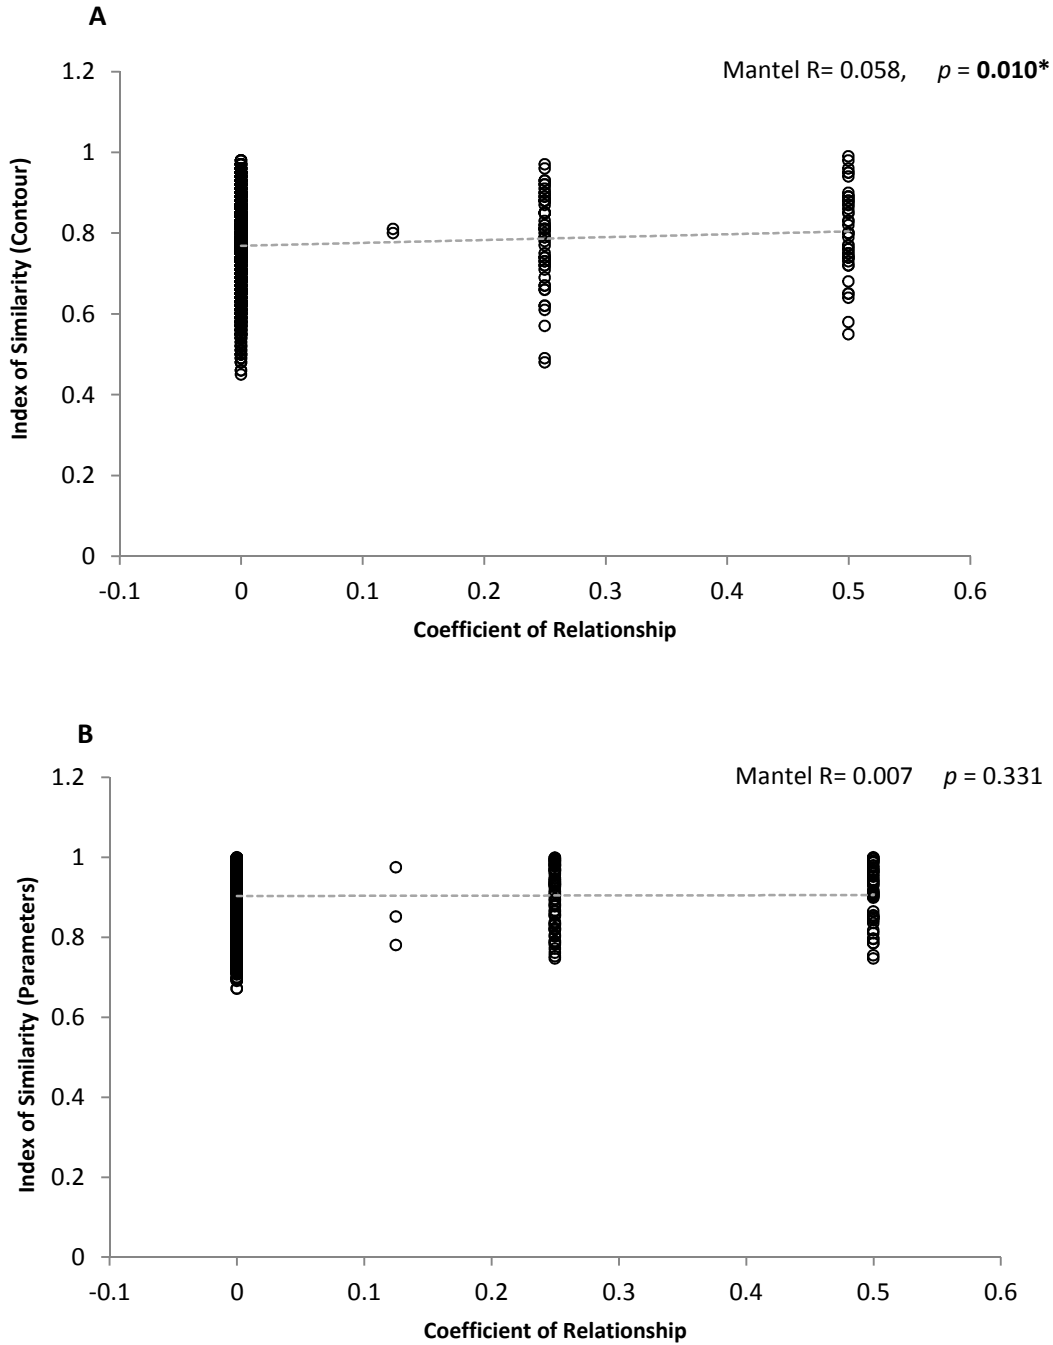 A
Mantel R= 0.058, p = 0.010*
1.2
1
0.8
0.6
0.4
0.2
0
Index of Similarity (Contour)
-0.1 0 0.1 0.2 0.3 0.4 0.5 0.6
Coefficient of Relationship
B
Mantel R= 0.007 p = 0.331
1.2
1
0.8
0.6
0.4
0.2
0
Index of Similarity (Parameters)
-0.1 0 0.1 0.2 0.3 0.4 0.5 0.6
Coefficient of Relationship